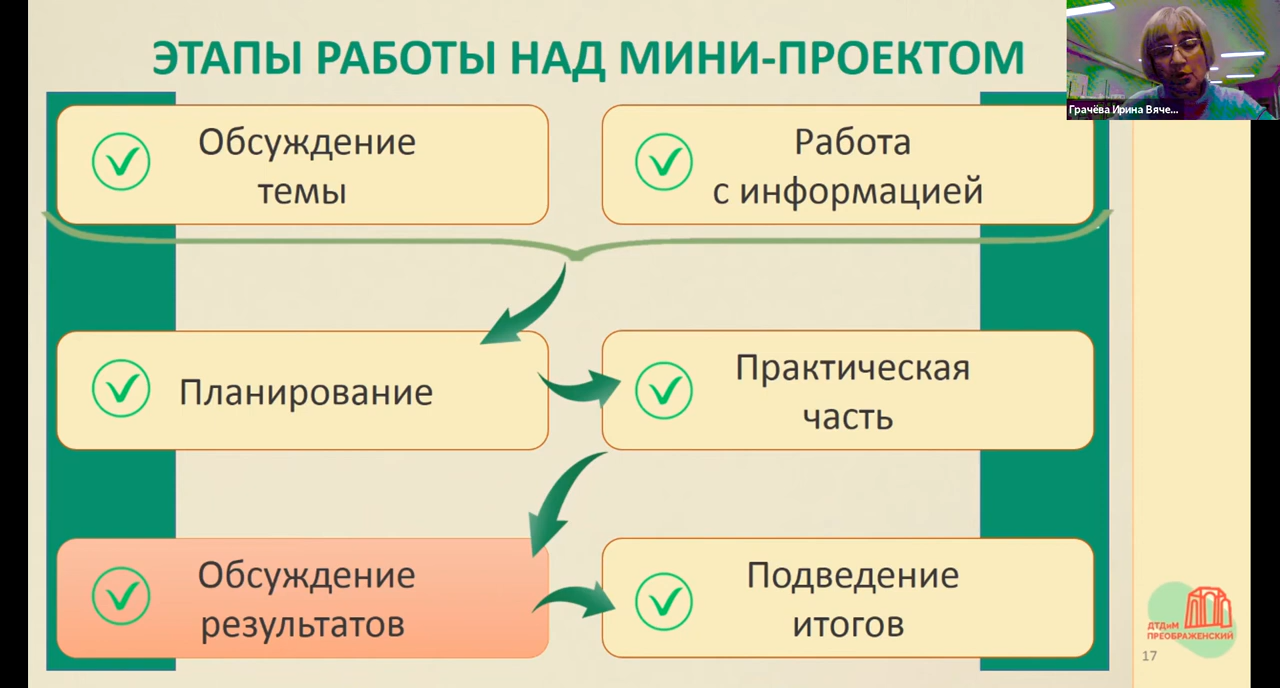 ЭТАПЫ РАБОТЫ НАД МИНИ-ПРОЕКТОМ
Грачёва Ирина Вяче...
Обсуждение
темы
Работа
с информацией
Планирование
Практическая
часть
Обсуждение
результатов
Подведение
итогов
ДТДиМ
ПРЕОБРАЖЕНСКИЙ
17